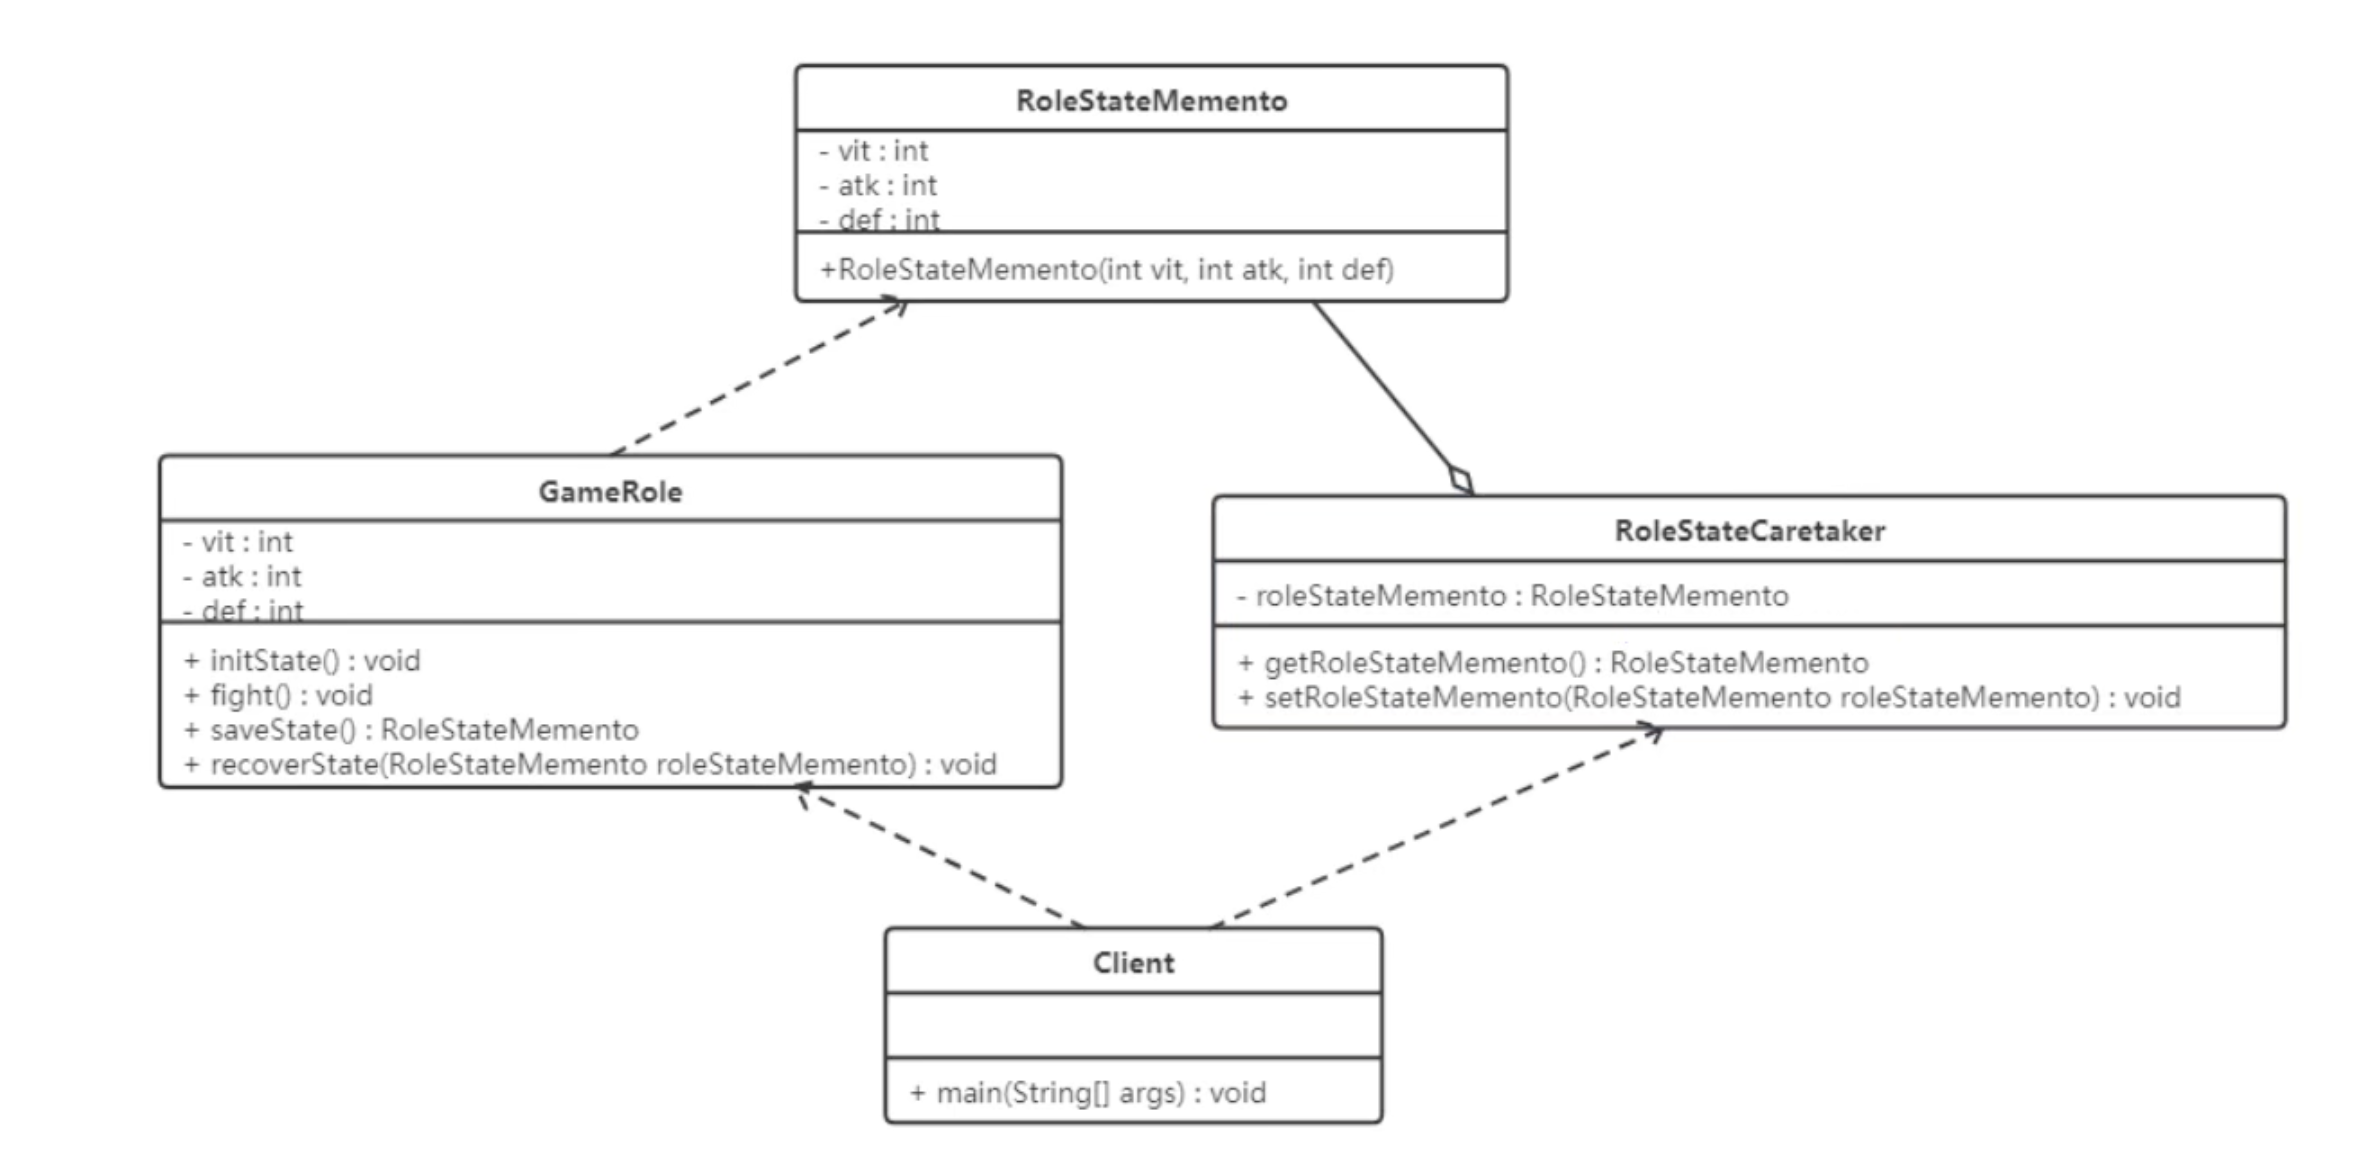 RoleStateMemento
- vit : int
- atk : int
- def : int
+RoleStateMemento(int vit, int atk, int def)
GameRole
- vit : int
- atk : int
- def : int
+ initState() : void
+ fight() : void
+ saveState() : RoleStateMemento
+ recoverState(RoleStateMemento roleStateMemento) : void
RoleStateCaretaker
- roleStateMemento : RoleStateMemento
+ getRoleStateMemento() : RoleStateMemento
+ setRoleStateMemento(RoleStateMemento roleStateMemento) : void
Client
+ main(String[] args) : void